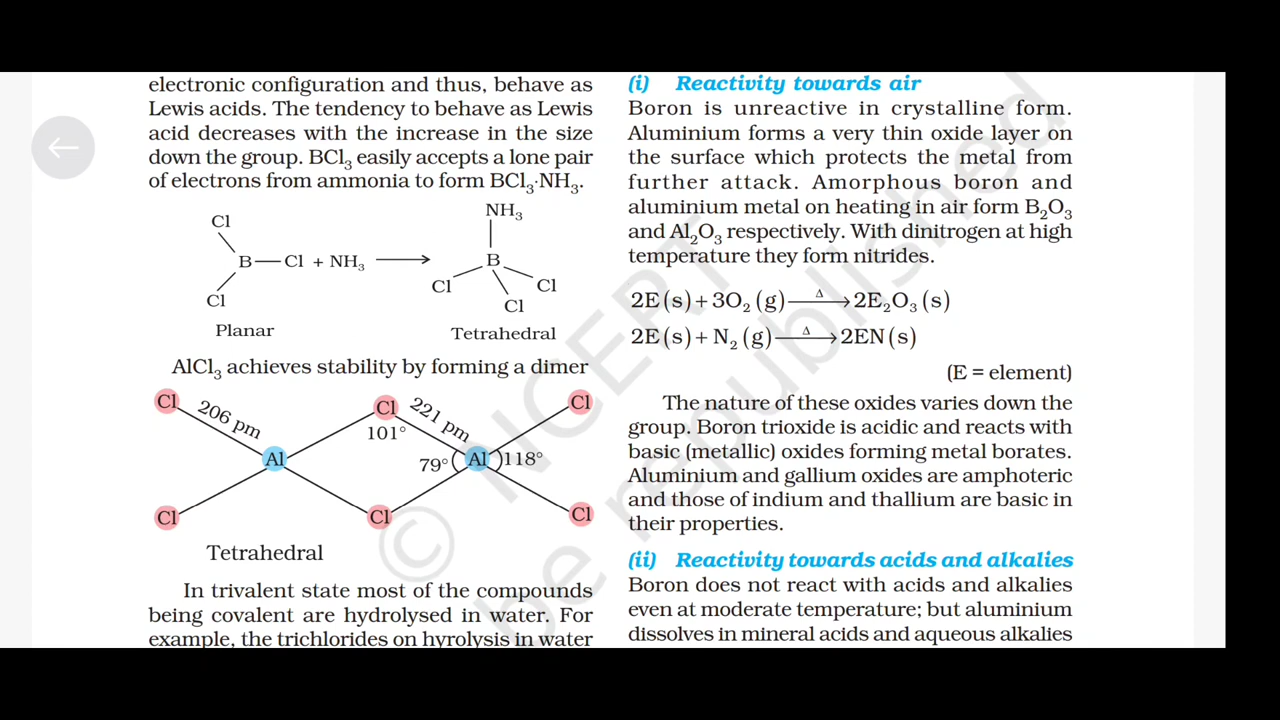 electronic configuration and thus, behave as
Lewis acids. The tendency to behave as Lewis
acid decreases with the increase in the size
down the group. BCl₃ easily accepts a lone pair
of electrons from ammonia to form BCl₃·NH₃.
Cl
B — Cl + NH₃ ⟶
Cl
Planar
NH₃
B
Cl
Cl
Cl
Tetrahedral
AlCl₃ achieves stability by forming a dimer
Cl
206 pm
Cl
221 pm
Cl
101°
Al
79°
Al
118°
Cl
Cl
Cl
Tetrahedral
In trivalent state most of the compounds
being covalent are hydrolysed in water. For
example, the trichlorides on hyrolysis in water
(i) Reactivity towards air
Boron is unreactive in crystalline form.
Aluminium forms a very thin oxide layer on
the surface which protects the metal from
further attack. Amorphous boron and
aluminium metal on heating in air form B₂O₃
and Al₂O₃ respectively. With dinitrogen at high
temperature they form nitrides.
2E(s)+3O₂(g) —Δ→ 2E₂O₃(s)
2E(s)+N₂(g) —Δ→ 2EN(s)
(E = element)
The nature of these oxides varies down the
group. Boron trioxide is acidic and reacts with
basic (metallic) oxides forming metal borates.
Aluminium and gallium oxides are amphoteric
and those of indium and thallium are basic in
their properties.
(ii) Reactivity towards acids and alkalies
Boron does not react with acids and alkalies
even at moderate temperature; but aluminium
dissolves in mineral acids and aqueous alkalies
© NCERT
be republished